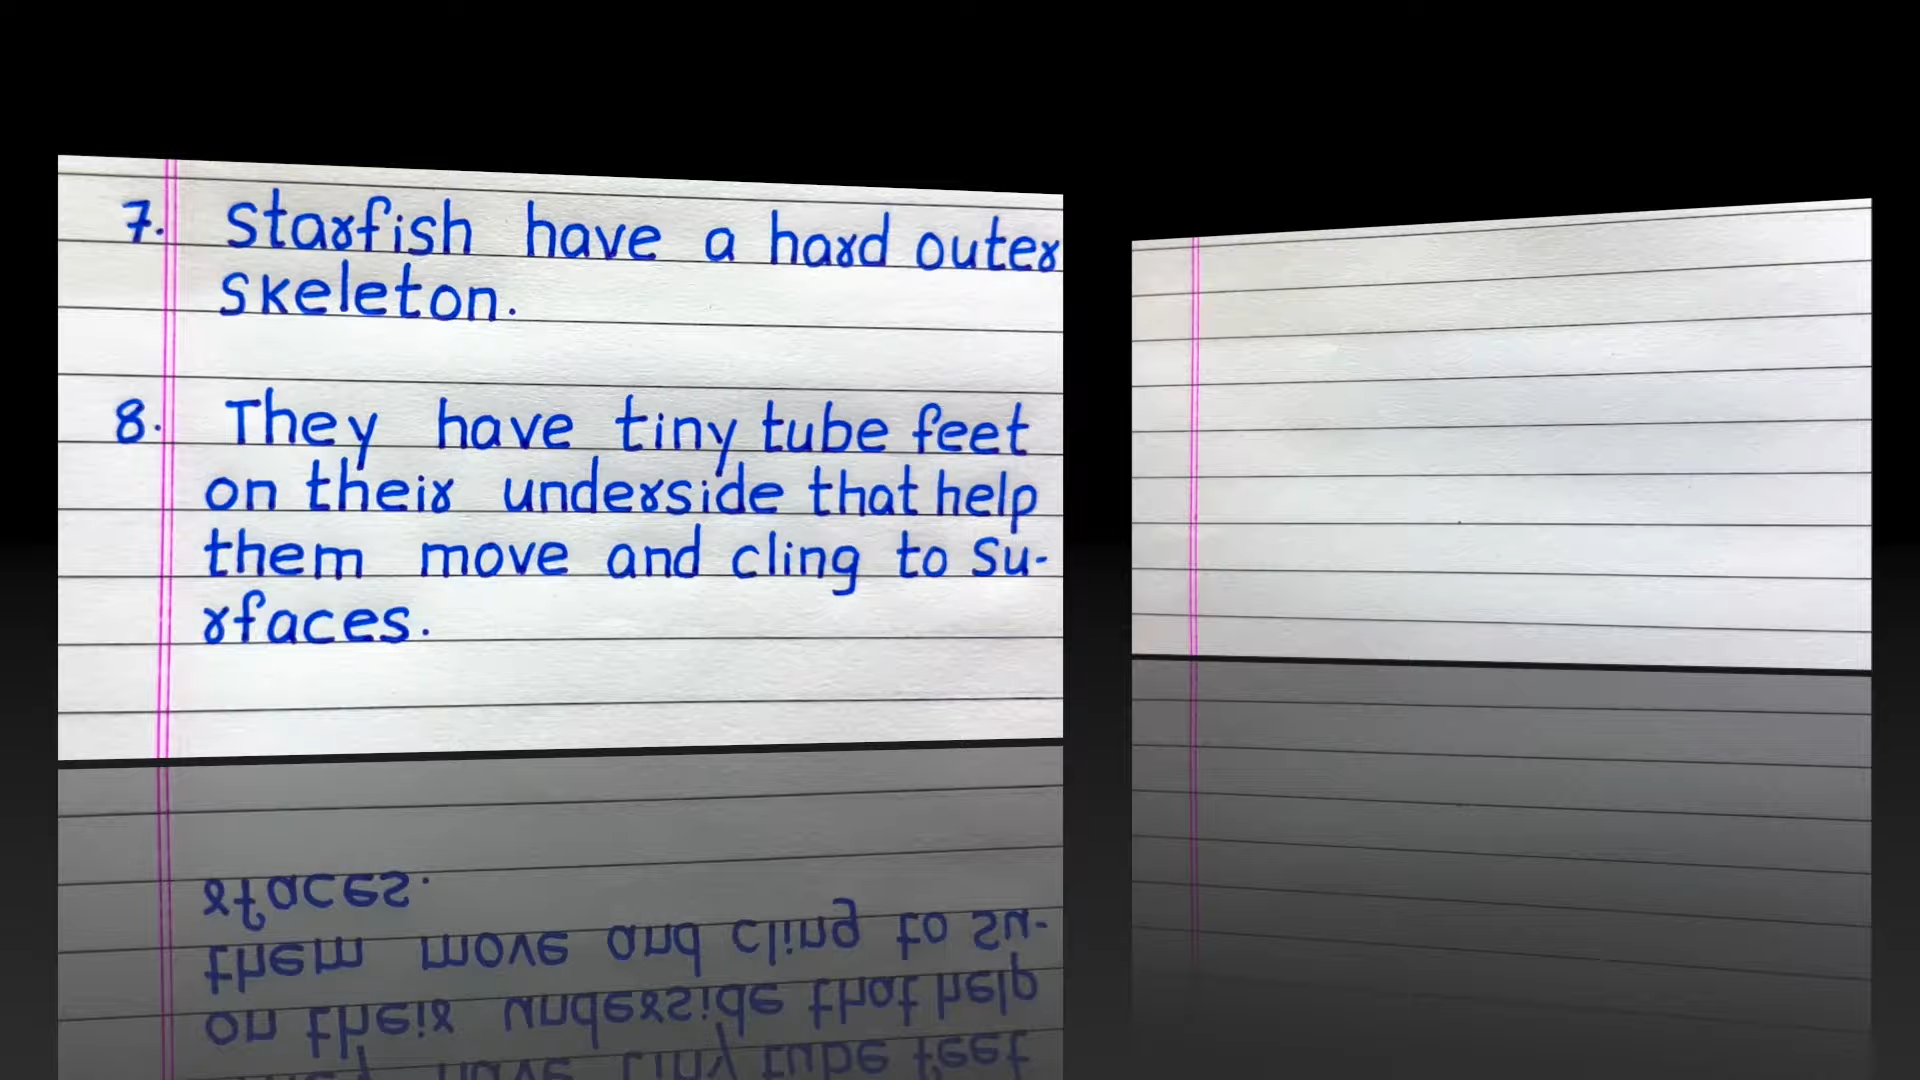 7. Starfish have a hard outer
skeleton.
8. They have tiny tube feet
on their underside that help
them move and cling to su-
rfaces.